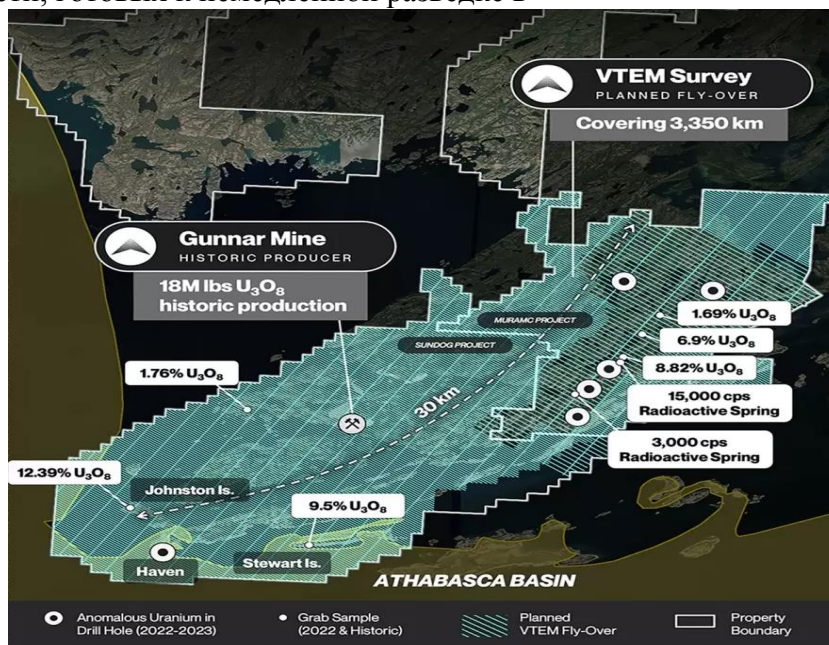 готовых к немедленной разведке в
VTEM Survey
PLANNED FLY-OVER
Covering 3,350 km
Gunnar Mine
HISTORIC PRODUCER
18M lbs U₃O₈
historic production
MURAMC PROJECT
SUNDOG PROJECT
1.69% U₃O₈
6.9% U₃O₈
8.82% U₃O₈
15,000 cps
Radioactive Spring
3,000 cps
Radioactive Spring
1.76% U₃O₈
30 km
12.39% U₃O₈
Johnston Is.
9.5% U₃O₈
Haven
Stewart Is.
ATHABASCA BASIN
Anomalous Uranium in
Drill Hole (2022-2023)
Grab Sample
(2022 & Historic)
Planned
VTEM Fly-Over
Property
Boundary